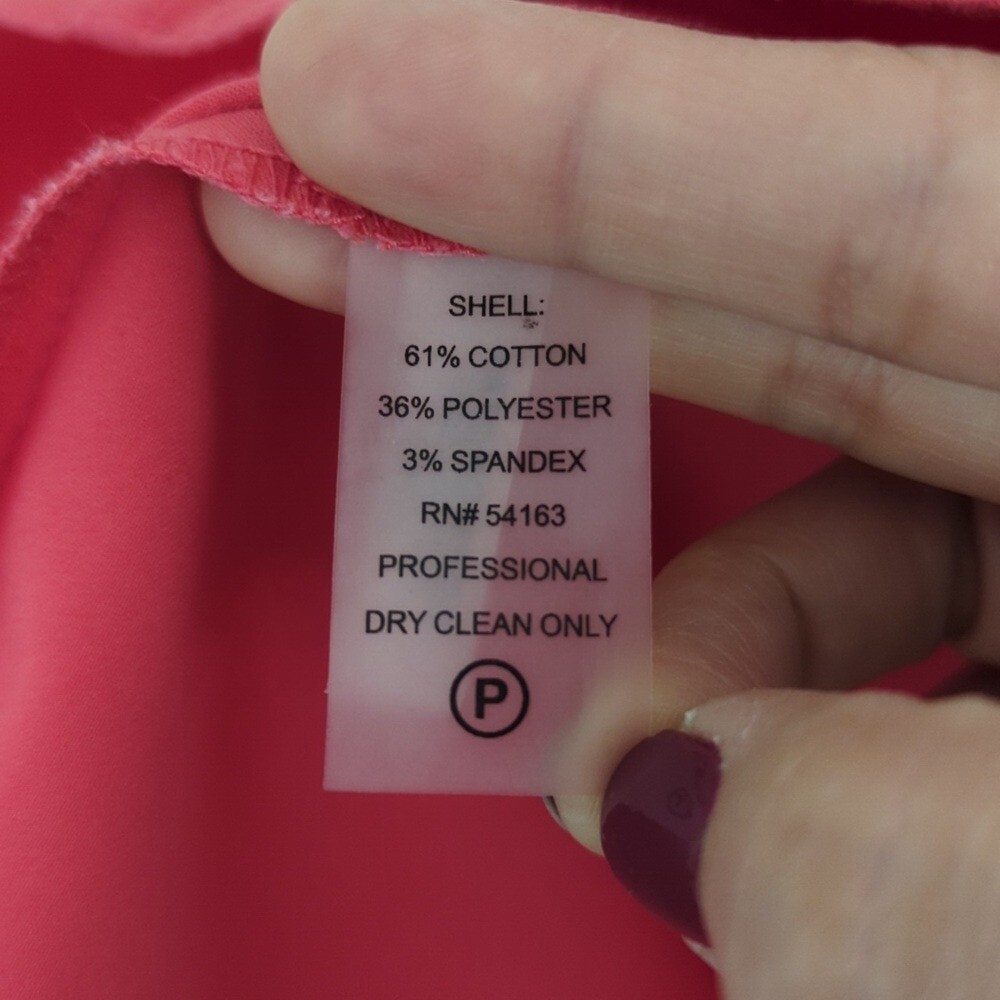 SHELL:
61% COTTON
36% POLYESTER
3% SPANDEX
RN# 54163
PROFESSIONAL
DRY CLEAN ONLY
P